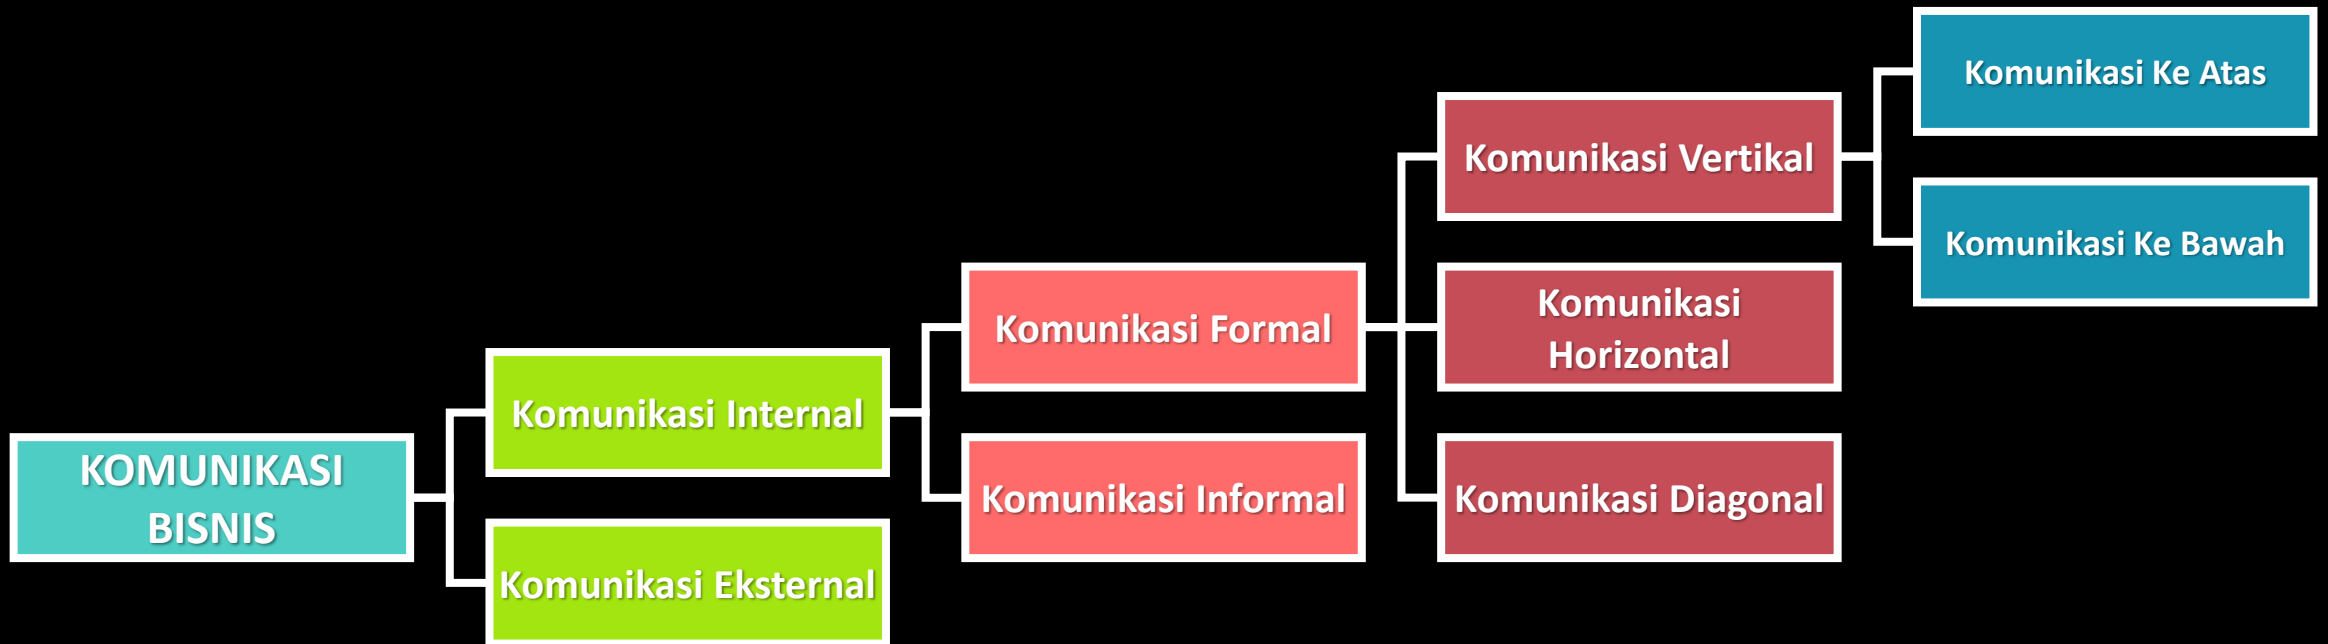 KOMUNIKASI
BISNIS
Komunikasi Internal
Komunikasi Eksternal
Komunikasi Formal
Komunikasi Informal
Komunikasi Vertikal
Komunikasi
Horizontal
Komunikasi Diagonal
Komunikasi Ke Atas
Komunikasi Ke Bawah